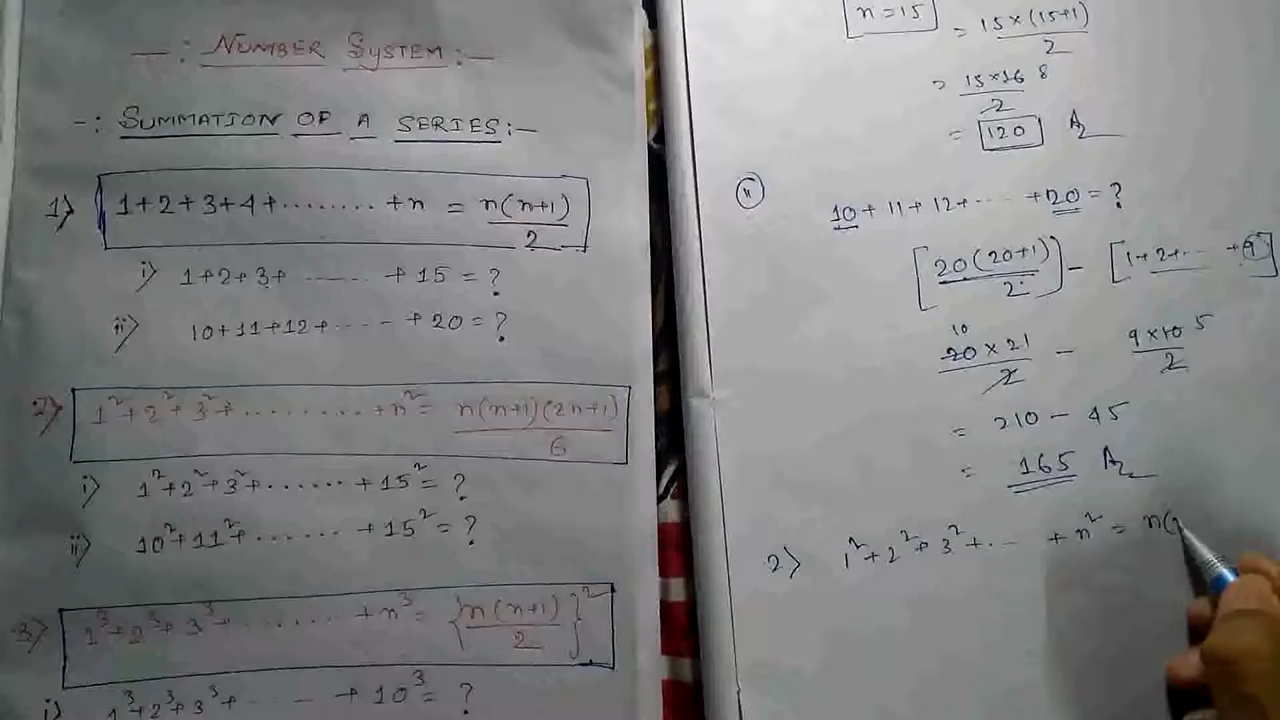 —: NUMBER SYSTEM :—
-: SUMMATION OF A SERIES :—
1) 1+2+3+4+........+n = n(n+1)/2
i) 1+2+3+ ...... +15 = ?
ii) 10+11+12+.....+20 = ?
2) 1²+2²+3²+.........+n² = n(n+1)(2n+1)/6
i) 1²+2²+3²+......+15² = ?
ii) 10²+11²+......+15² = ?
3) 1³+2³+3³+.......+n³ = {n(n+1)/2}²
i) 1³+2³+3³+......+10³ = ?
n=15
= 15×(15+1)/2
= 15×16 8/2
= 120
ii
10+11+12+....+20 = ?
[20(20+1)/2] - [1+2+...+9]
10
20×21/2 - 9×10 5/2
= 210 - 45
= 165
2) 1²+2²+3²+....+n² = n(